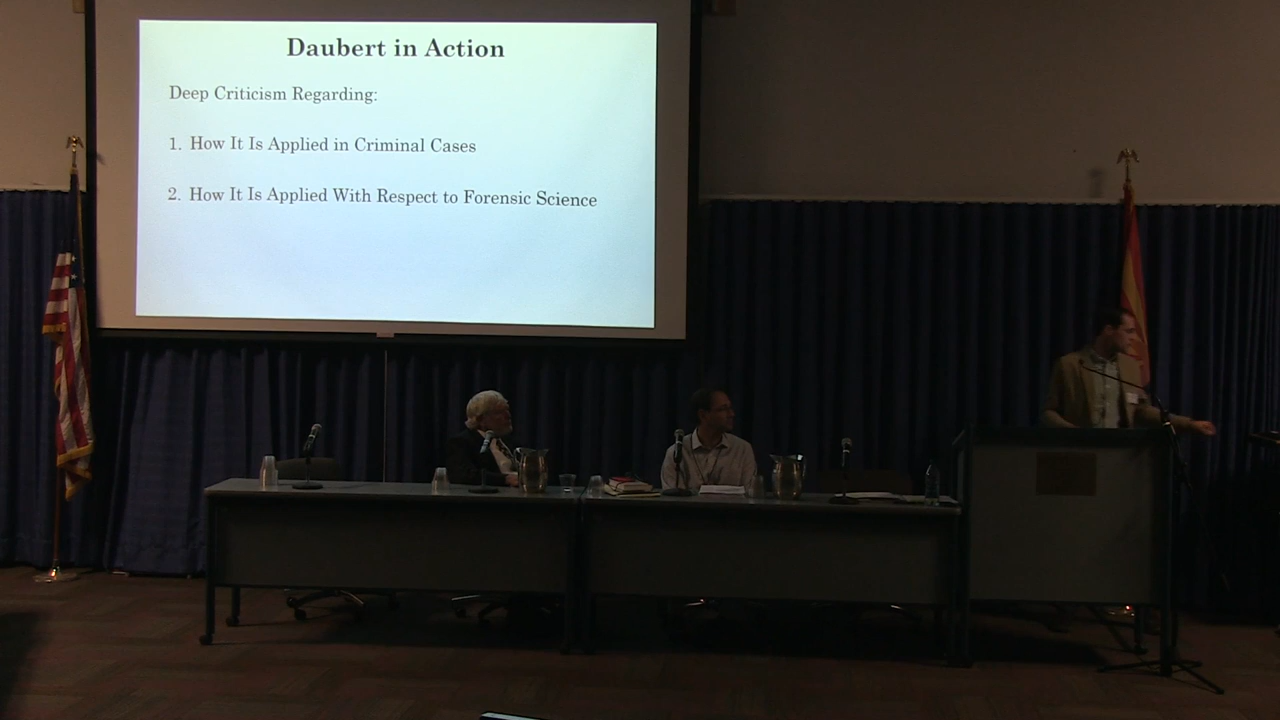 Daubert in Action
Deep Criticism Regarding:
1. How It Is Applied in Criminal Cases
2. How It Is Applied With Respect to Forensic Science